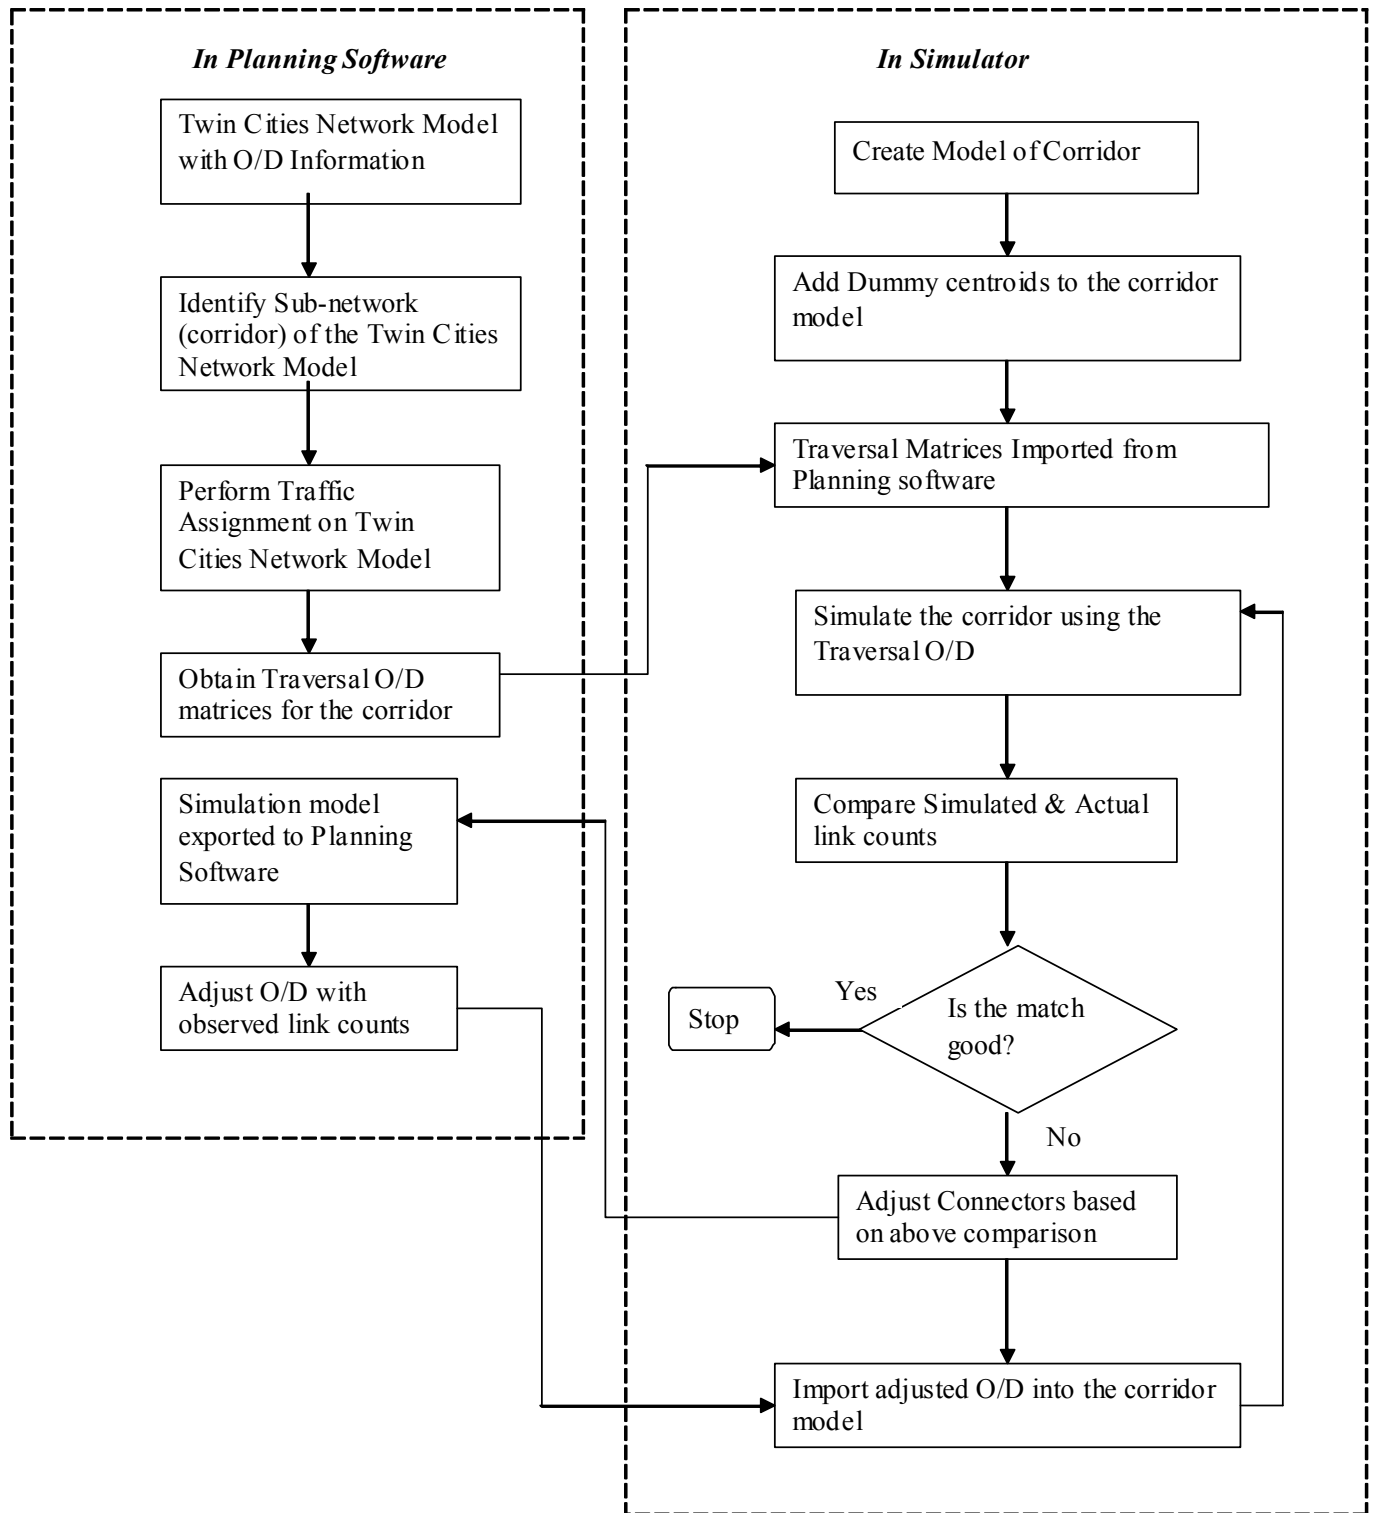 In Planning Software
Twin Cities Network Model
with O/D Information
Identify Sub-network
(corridor) of the Twin Cities
Network Model
Perform Traffic
Assignment on Twin
Cities Network Model
Obtain Traversal O/D
matrices for the corridor
Simulation model
exported to Planning
Software
Adjust O/D with
observed link counts
In Simulator
Create Model of Corridor
Add Dummy centroids to the corridor
model
Traversal Matrices Imported from
Planning software
Simulate the corridor using the
Traversal O/D
Compare Simulated & Actual
link counts
Is the match
good?
Yes
Stop
No
Adjust Connectors based
on above comparison
Import adjusted O/D into the corridor
model